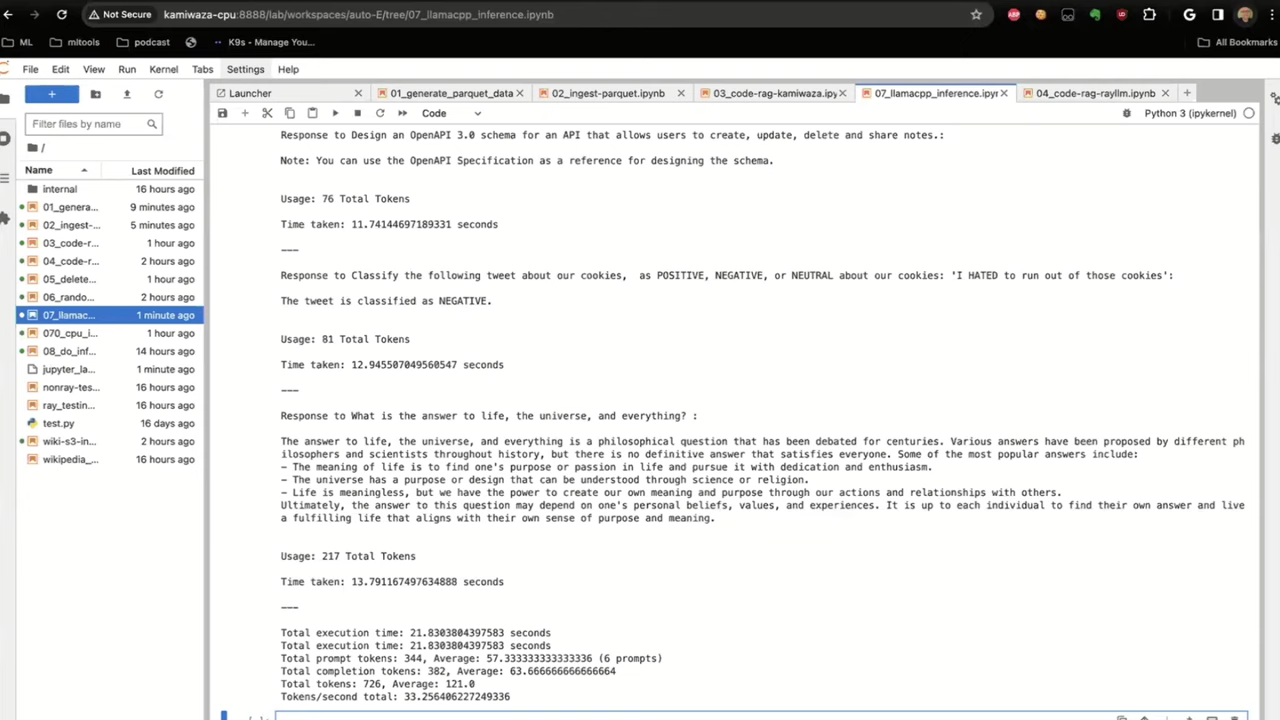 Not Secure kamiwaza-cpu:8888/lab/workspaces/auto-E/tree/07_llamacpp_inference.ipynb
ML mltools podcast K9s - Manage You... All Bookmarks
File Edit View Run Kernel Tabs Settings Help
Launcher 01_generate_parquet_data 02_ingest-parquet.ipynb 03_code-rag-kamiwaza.ipy 07_llamacpp_inference.ipyn 04_code-rag-rayllm.ipynb
Filter files by name
Code
Python 3 (ipykernel)
/
Name Last Modified
internal 16 hours ago
01_genera... 9 minutes ago
02_ingest-... 5 minutes ago
03_code-r... 1 hour ago
04_code-r... 2 hours ago
05_delete... 1 hour ago
06_rando... 2 hours ago
07_llamac... 1 minute ago
070_cpu_i... 1 hour ago
08_do_inf... 14 hours ago
jupyter_la... 1 minute ago
nonray-tes... 16 hours ago
ray_testin... 16 hours ago
test.py 16 days ago
wiki-s3-in... 2 hours ago
wikipedia_... 16 hours ago
Response to Design an OpenAPI 3.0 schema for an API that allows users to create, update, delete and share notes.:
Note: You can use the OpenAPI Specification as a reference for designing the schema.
Usage: 76 Total Tokens
Time taken: 11.74144697189331 seconds
---
Response to Classify the following tweet about our cookies,  as POSITIVE, NEGATIVE, or NEUTRAL about our cookies: 'I HATED to run out of those cookies':
The tweet is classified as NEGATIVE.
Usage: 81 Total Tokens
Time taken: 12.945507049560547 seconds
---
Response to What is the answer to life, the universe, and everything? :
The answer to life, the universe, and everything is a philosophical question that has been debated for centuries. Various answers have been proposed by different ph
ilosophers and scientists throughout history, but there is no definitive answer that satisfies everyone. Some of the most popular answers include:
– The meaning of life is to find one's purpose or passion in life and pursue it with dedication and enthusiasm.
– The universe has a purpose or design that can be understood through science or religion.
– Life is meaningless, but we have the power to create our own meaning and purpose through our actions and relationships with others.
Ultimately, the answer to this question may depend on one's personal beliefs, values, and experiences. It is up to each individual to find their own answer and live
a fulfilling life that aligns with their own sense of purpose and meaning.
Usage: 217 Total Tokens
Time taken: 13.791167497634888 seconds
---
Total execution time: 21.8303804397583 seconds
Total execution time: 21.8303804397583 seconds
Total prompt tokens: 344, Average: 57.333333333333336 (6 prompts)
Total completion tokens: 382, Average: 63.666666666666664
Total tokens: 726, Average: 121.0
Tokens/second total: 33.256406227249336